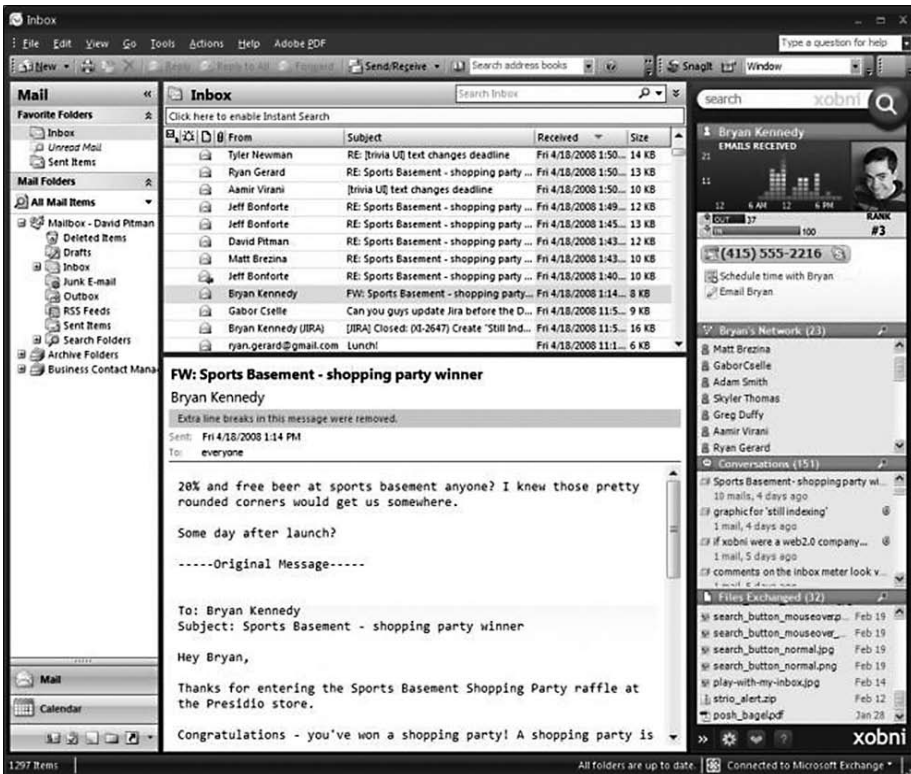 Inbox
File Edit View Go Tools Actions Help Adobe PDF
Type a question for help
New Reply Reply to All Forward Send/Receive Search address books SnagIt Window
Mail
Favorite Folders
Inbox
Unread Mail
Sent Items
Mail Folders
All Mail Items
Mailbox - David Pitman
Deleted Items
Drafts
Inbox
Junk E-mail
Outbox
RSS Feeds
Sent Items
Search Folders
Archive Folders
Business Contact Mana
Mail
Calendar
Inbox
Search Inbox
Click here to enable Instant Search
From Subject Received Size
Tyler Newman RE: [trivia UI] text changes deadline Fri 4/18/2008 1:50... 14 KB
Ryan Gerard RE: Sports Basement - shopping party ... Fri 4/18/2008 1:50... 13 KB
Aamir Virani [trivia UI] text changes deadline Fri 4/18/2008 1:50... 10 KB
Jeff Bonforte RE: Sports Basement - shopping party ... Fri 4/18/2008 1:49... 12 KB
Jeff Bonforte RE: Sports Basement - shopping party ... Fri 4/18/2008 1:45... 13 KB
David Pitman RE: Sports Basement - shopping party ... Fri 4/18/2008 1:43... 12 KB
Matt Brezina RE: Sports Basement - shopping party ... Fri 4/18/2008 1:43... 10 KB
Jeff Bonforte RE: Sports Basement - shopping party ... Fri 4/18/2008 1:40... 10 KB
Bryan Kennedy FW: Sports Basement - shopping party... Fri 4/18/2008 1:14... 8 KB
Gabor Cselle Can you guys update Jira before the D... Fri 4/18/2008 11:5... 9 KB
Bryan Kennedy (JIRA) [JIRA] Closed: (XI-2647) Create "Still Ind... Fri 4/18/2008 11:5... 16 KB
ryan.gerard@gmail.com Lunch! Fri 4/18/2008 11:1... 6 KB
FW: Sports Basement - shopping party winner
Bryan Kennedy
Extra line breaks in this message were removed.
Sent: Fri 4/18/2008 1:14 PM
To: everyone
20% and free beer at sports basement anyone? I knew those pretty
rounded corners would get us somewhere.
Some day after launch?
-----Original Message-----
To: Bryan Kennedy
Subject: Sports Basement - shopping party winner
Hey Bryan,
Thanks for entering the Sports Basement Shopping Party raffle at
the Presidio store.
Congratulations - you've won a shopping party! A shopping party is
search xobni
Bryan Kennedy
EMAILS RECEIVED
21
11
12 6 AM 12 6 PM
OUT 37
IN 100
RANK
#3
(415) 555-2216
Schedule time with Bryan
Email Bryan
Bryan's Network (23)
Matt Brezina
Gabor Cselle
Adam Smith
Skyler Thomas
Greg Duffy
Aamir Virani
Ryan Gerard
Conversations (151)
Sports Basement- shopping party wi...
10 mails, 4 days ago
graphic for 'still indexing'
1 mail, 4 days ago
if xobni were a web2.0 company...
1 mail, 5 days ago
comments on the inbox meter look v...
1 mail, 5 days ago
Files Exchanged (32)
search_button_mouseover.p... Feb 19
search_button_mouseover_... Feb 19
search_button_normal.jpg Feb 19
search_button_normal.png Feb 19
play-with-my-inbox.jpg Feb 14
strio_alert.zip Feb 12
posh_bagel.pdf Jan 28
xobni
1297 Items
All folders are up to date. Connected to Microsoft Exchange